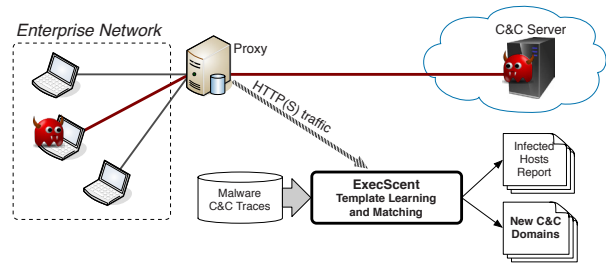 Enterprise Network
Proxy
C&C Server
HTTP(S) traffic
Malware
C&C Traces
ExecScent
Template Learning
and Matching
Infected
Hosts
Report
New C&C
Domains